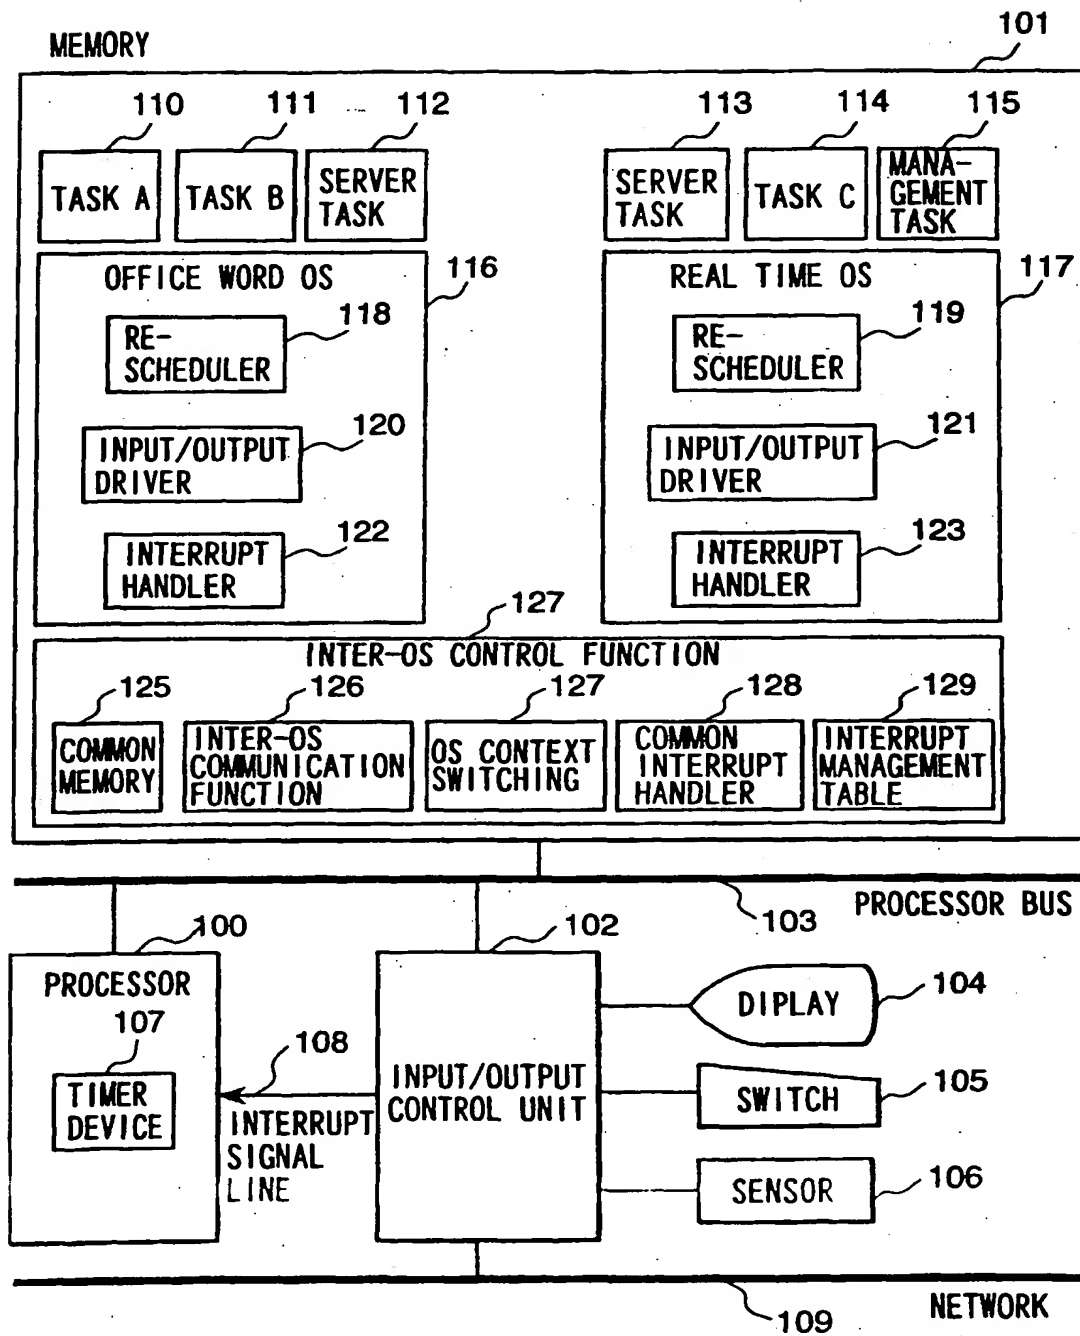 MEMORY
101
110
111
112
113
114
115
TASK A
TASK B
SERVER
TASK
SERVER
TASK
TASK C
MANA-
GEMENT
TASK
OFFICE WORD OS
116
REAL TIME OS
117
118
RE-
SCHEDULER
119
RE-
SCHEDULER
120
INPUT/OUTPUT
DRIVER
121
INPUT/OUTPUT
DRIVER
122
INTERRUPT
HANDLER
123
INTERRUPT
HANDLER
127
INTER-OS CONTROL FUNCTION
125
126
127
128
129
COMMON
MEMORY
INTER-OS
COMMUNICATION
FUNCTION
OS CONTEXT
SWITCHING
COMMON
INTERRUPT
HANDLER
INTERRUPT
MANAGEMENT
TABLE
103
PROCESSOR BUS
100
102
PROCESSOR
107
TIMER
DEVICE
108
INTERRUPT
SIGNAL
LINE
INPUT/OUTPUT
CONTROL UNIT
DIPLAY
104
SWITCH
105
SENSOR
106
109
NETWORK